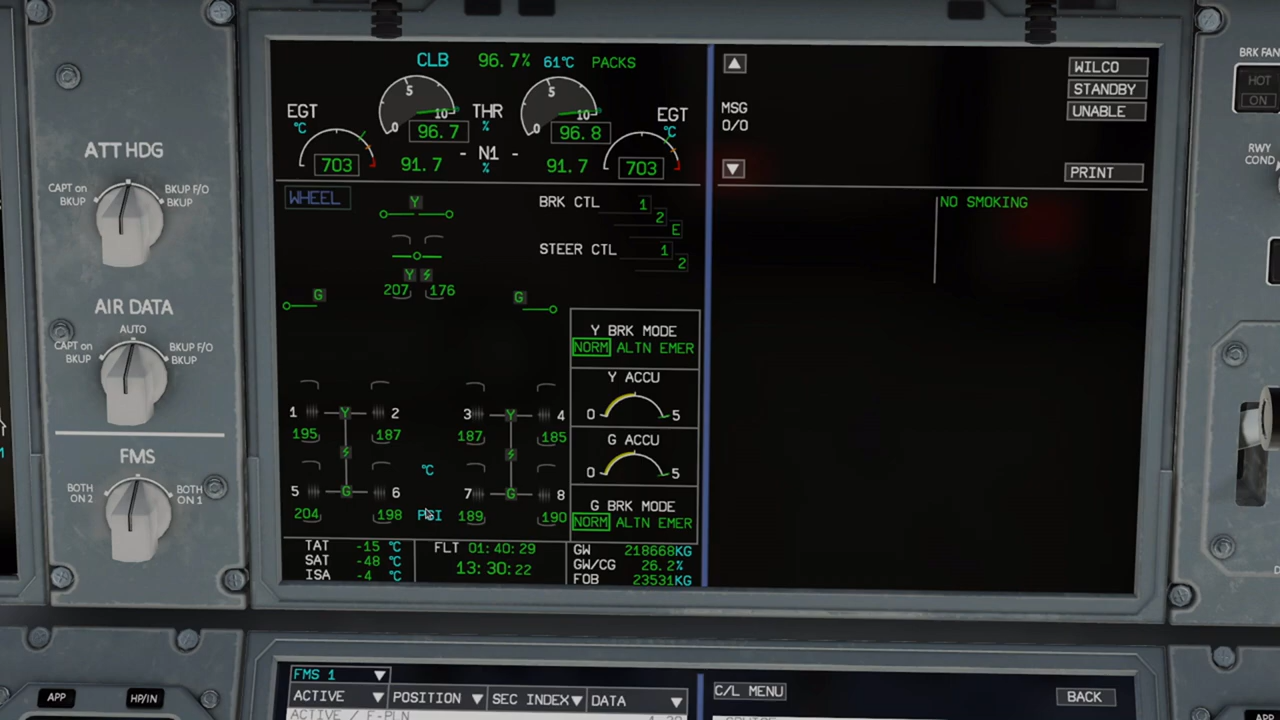 ATT HDG
CAPT on BKUP
BKUP F/O BKUP
AIR DATA
AUTO
CAPT on BKUP
BKUP F/O BKUP
FMS
BOTH ON 2
BOTH ON 1
CLB 96.7% 61°C PACKS
5 5
EGT 10 THR 10 EGT
°C 0 96.7 % 0 96.8 °C
703 91.7 - N1 - 91.7 703
%
WHEEL
Y
BRK CTL 1
2
E
STEER CTL 1
2
Y
207 176
G G
Y BRK MODE
NORM ALTN EMER
Y ACCU
0 5
G ACCU
0 5
G BRK MODE
NORM ALTN EMER
1 Y 2 3 Y 4
195 187 187 185
°C
5 G 6 7 G 8
204 198 189 190
TAT -15 °C
SAT -48 °C
ISA -4 °C
FLT 01:40:29
13:30:22
GW 218668KG
GW/CG 26.2%
FOB 23531KG
MSG
0/0
WILCO
STANDBY
UNABLE
PRINT
NO SMOKING
BRK FAN
HOT
ON
RWY
COND
APP
HP/IN
FMS 1
ACTIVE POSITION SEC INDEX DATA
ACTIVE / F-PLN
C/L MENU
BACK